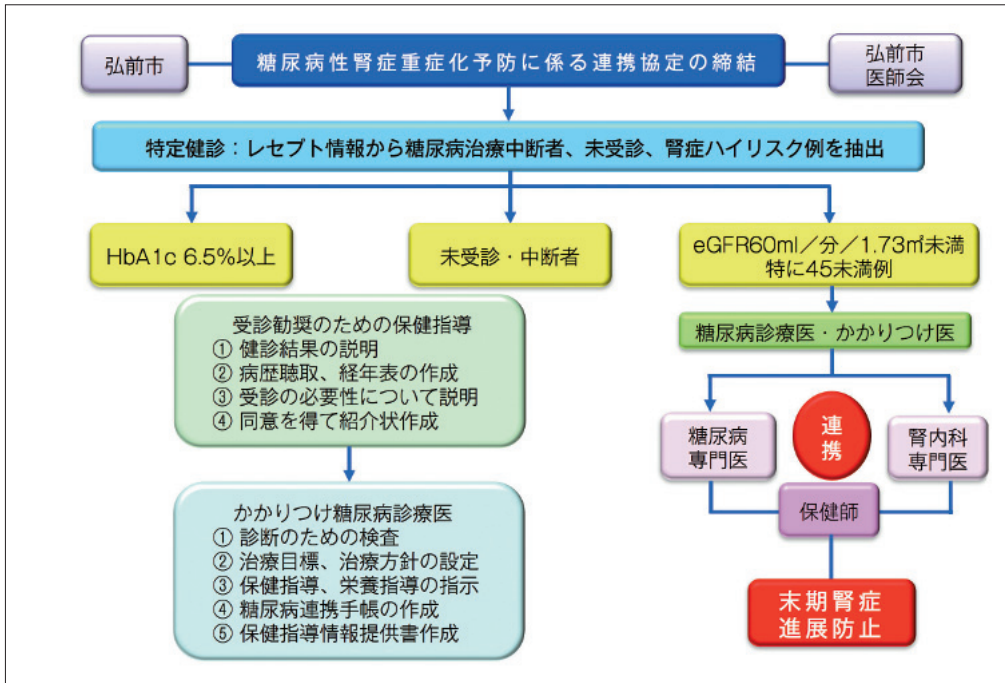 弘前市
糖尿病性腎症重症化予防に係る連携協定の締結
弘前市
医師会
特定健診：レセプト情報から糖尿病治療中断者、未受診、腎症ハイリスク例を抽出
HbA1c 6.5%以上
未受診・中断者
eGFR60ml／分／1.73㎡未満
特に45未満例
受診勧奨のための保健指導
① 健診結果の説明
② 病歴聴取、経年表の作成
③ 受診の必要性について説明
④ 同意を得て紹介状作成
かかりつけ糖尿病診療医
① 診断のための検査
② 治療目標、治療方針の設定
③ 保健指導、栄養指導の指示
④ 糖尿病連携手帳の作成
⑤ 保健指導情報提供書作成
糖尿病診療医・かかりつけ医
糖尿病
専門医
連
携
腎内科
専門医
保健師
末期腎症
進展防止